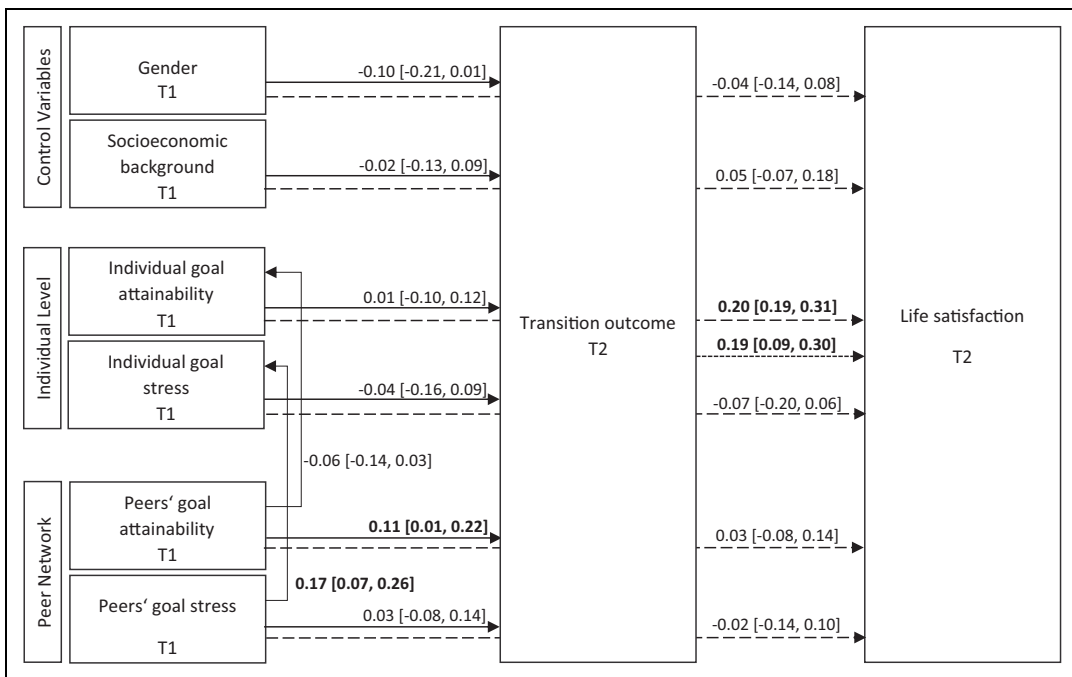 Control Variables
Gender
T1
-0.10 [-0.21, 0.01]
-0.04 [-0.14, 0.08]
Socioeconomic
background
T1
-0.02 [-0.13, 0.09]
0.05 [-0.07, 0.18]
Individual Level
Individual goal
attainability
T1
0.01 [-0.10, 0.12]
0.20 [0.19, 0.31]
0.19 [0.09, 0.30]
Individual goal
stress
T1
-0.04 [-0.16, 0.09]
-0.07 [-0.20, 0.06]
-0.06 [-0.14, 0.03]
Peer Network
Peers‘ goal
attainability
T1
0.11 [0.01, 0.22]
0.03 [-0.08, 0.14]
0.17 [0.07, 0.26]
Peers‘ goal stress
T1
0.03 [-0.08, 0.14]
-0.02 [-0.14, 0.10]
Transition outcome
T2
Life satisfaction
T2